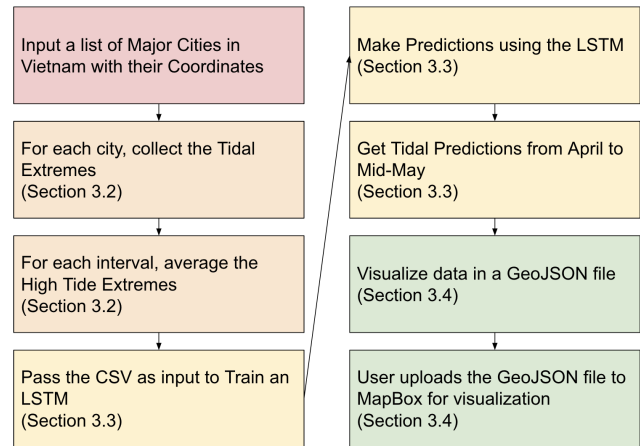 Input a list of Major Cities in
Vietnam with their Coordinates
For each city, collect the Tidal
Extremes
(Section 3.2)
For each interval, average the
High Tide Extremes
(Section 3.2)
Pass the CSV as input to Train an
LSTM
(Section 3.3)
Make Predictions using the LSTM
(Section 3.3)
Get Tidal Predictions from April to
Mid-May
(Section 3.3)
Visualize data in a GeoJSON file
(Section 3.4)
User uploads the GeoJSON file to
MapBox for visualization
(Section 3.4)